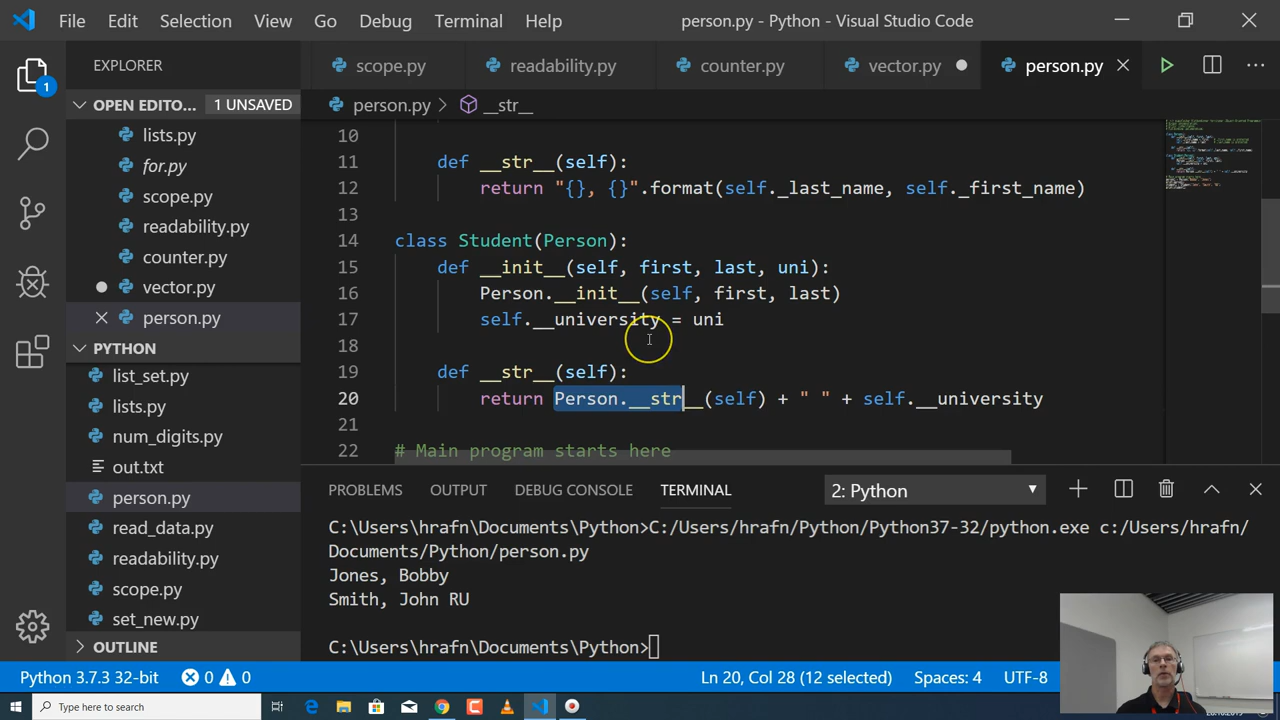 File Edit Selection View Go Debug Terminal Help person.py - Python - Visual Studio Code
EXPLORER
scope.py readability.py counter.py vector.py person.py
OPEN EDITO... 1 UNSAVED
1
lists.py
for.py
scope.py
readability.py
counter.py
vector.py
person.py
PYTHON
list_set.py
lists.py
num_digits.py
out.txt
person.py
read_data.py
readability.py
scope.py
set_new.py
OUTLINE
person.py > __str__
10
11 def __str__(self):
12 return "{}, {}".format(self._last_name, self._first_name)
13
14 class Student(Person):
15 def __init__(self, first, last, uni):
16 Person.__init__(self, first, last)
17 self.__university = uni
18
19 def __str__(self):
20 return Person.__str__(self) + " " + self.__university
21
22 # Main program starts here
PROBLEMS OUTPUT DEBUG CONSOLE TERMINAL 2: Python
C:\Users\hrafn\Documents\Python>C:/Users/hrafn/Python/Python37-32/python.exe c:/Users/hrafn/
Documents/Python/person.py
Jones, Bobby
Smith, John RU
C:\Users\hrafn\Documents\Python>
Python 3.7.3 32-bit 0 0 Ln 20, Col 28 (12 selected) Spaces: 4 UTF-8
Type here to search